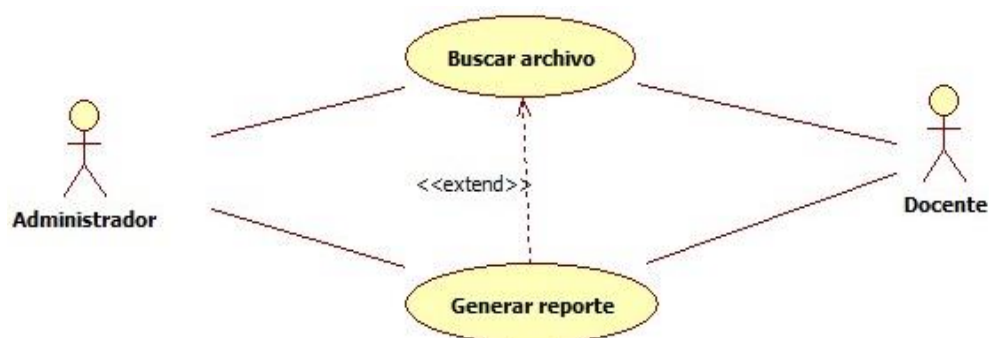 Buscar archivo
Administrador
<<extend>>
Docente
Generar reporte